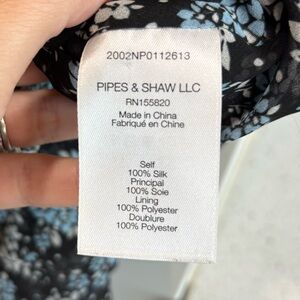 2002NP0112613
PIPES & SHAW LLC
RN155820
Made in China
Fabriqué en Chine
Self
100% Silk
Principal
100% Soie
Lining
100% Polyester
Doublure
100% Polyester